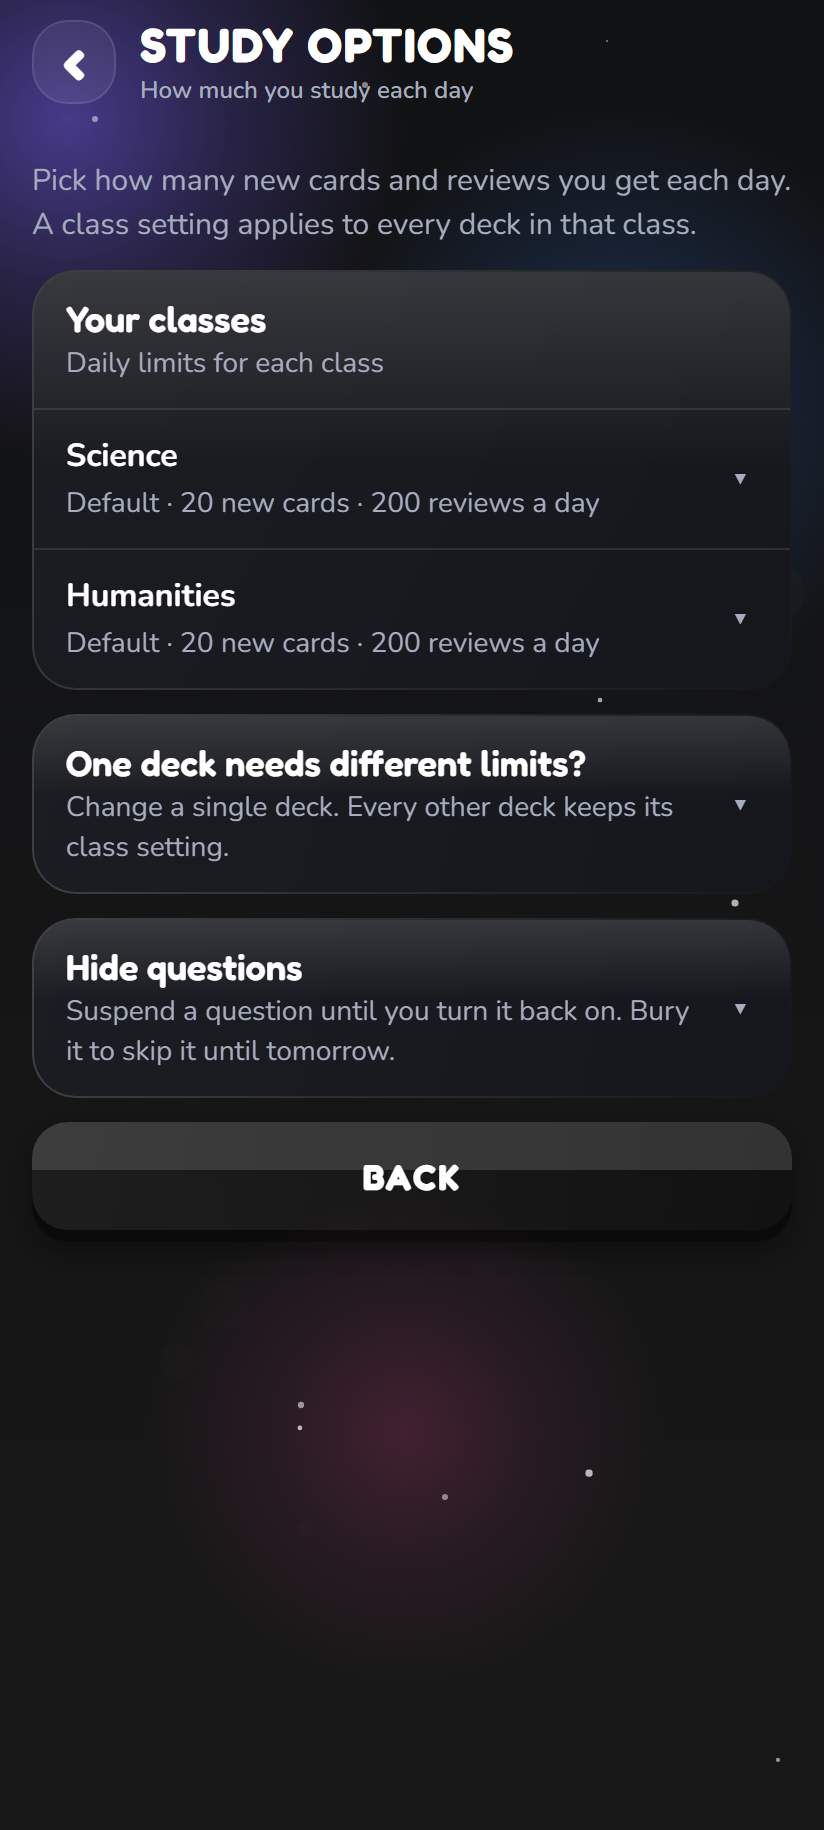 STUDY OPTIONS
How much you study each day
Pick how many new cards and reviews you get each day.
A class setting applies to every deck in that class.
Your classes
Daily limits for each class
Science
Default · 20 new cards · 200 reviews a day
Humanities
Default · 20 new cards · 200 reviews a day
One deck needs different limits?
Change a single deck. Every other deck keeps its
class setting.
Hide questions
Suspend a question until you turn it back on. Bury
it to skip it until tomorrow.
BACK